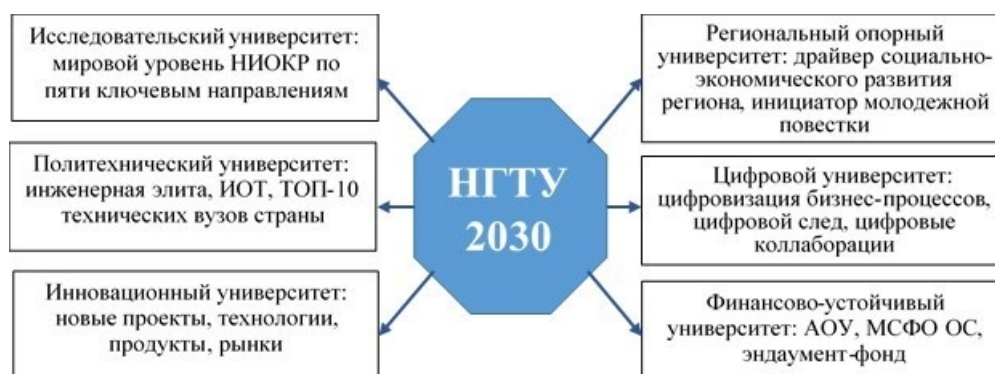 Исследовательский университет:
мировой уровень НИОКР по
пяти ключевым направлениям
Политехнический университет:
инженерная элита, ИОТ, ТОП-10
технических вузов страны
Инновационный университет:
новые проекты, технологии,
продукты, рынки
НГТУ
2030
Региональный опорный
университет: драйвер социально-
экономического развития
региона, инициатор молодежной
повестки
Цифровой университет:
цифровизация бизнес-процессов,
цифровой след, цифровые
коллаборации
Финансово-устойчивый
университет: АОУ, МСФО ОС,
эндаумент-фонд